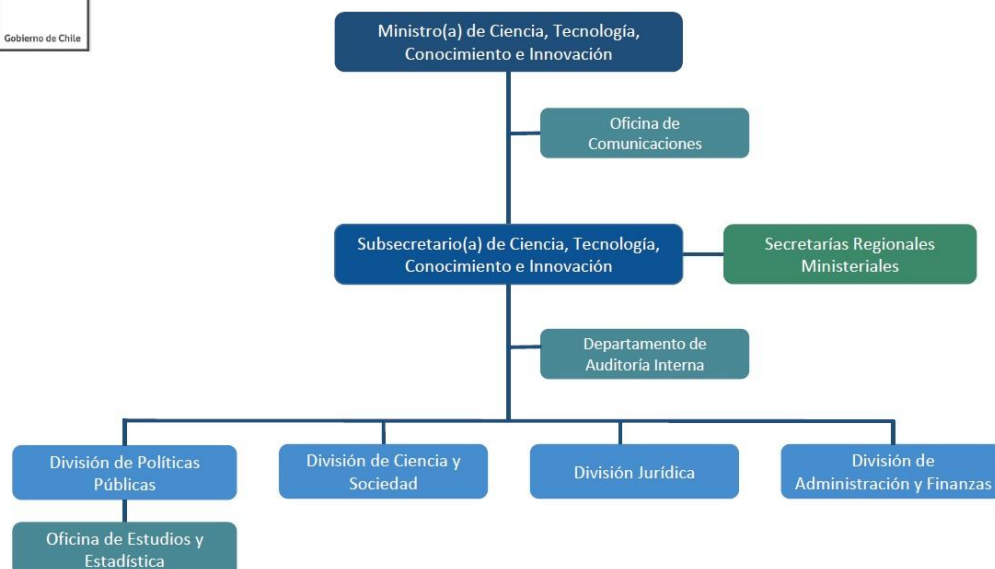 Gobierno de Chile
Ministro(a) de Ciencia, Tecnología,
Conocimiento e Innovación
Oficina de
Comunicaciones
Subsecretario(a) de Ciencia, Tecnología,
Conocimiento e Innovación
Secretarías Regionales
Ministeriales
Departamento de
Auditoría Interna
División de Políticas
Públicas
División de Ciencia y
Sociedad
División Jurídica
División de
Administración y Finanzas
Oficina de Estudios y
Estadística